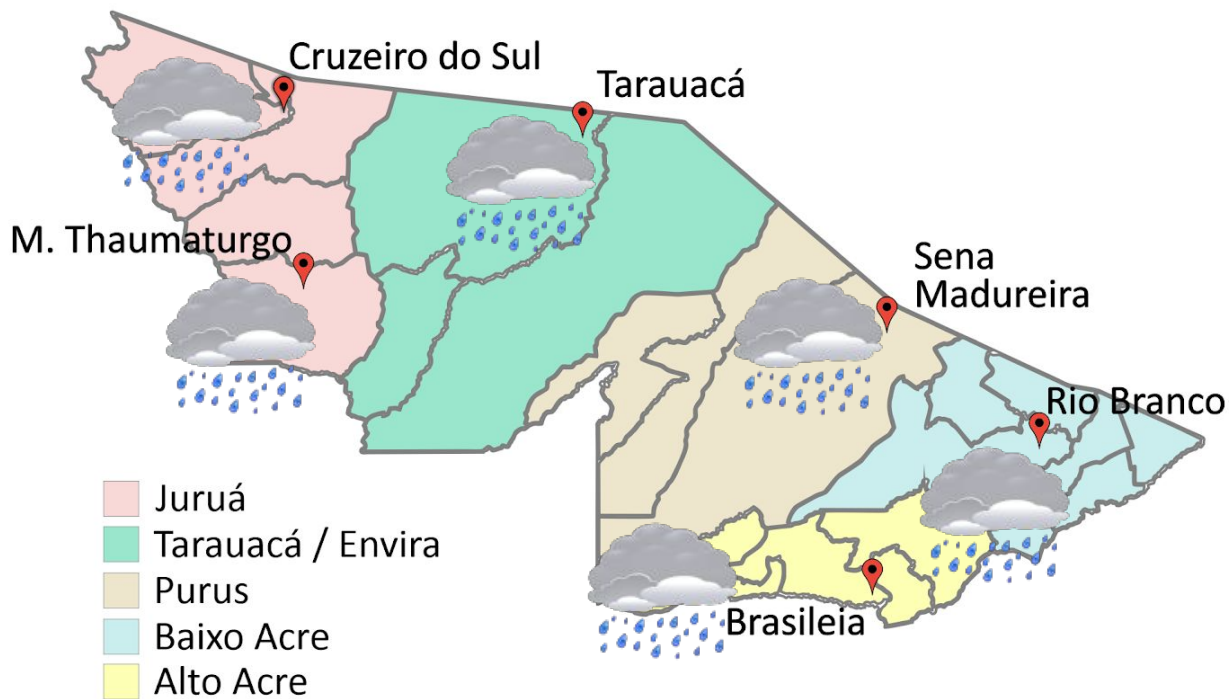 Cruzeiro do Sul
Tarauacá
M. Thaumaturgo
Sena
Madureira
Rio Branco
Brasileia
Juruá
Tarauacá / Envira
Purus
Baixo Acre
Alto Acre